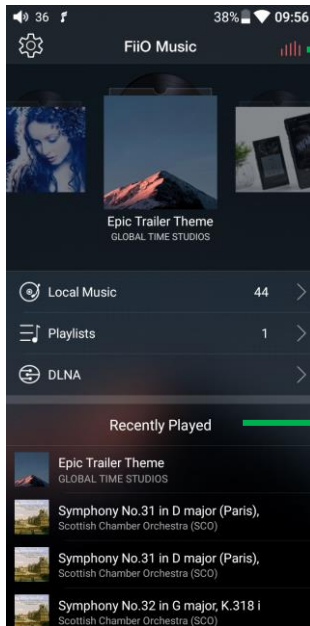 36 38% 09:56
FiiO Music
Epic Trailer Theme
GLOBAL TIME STUDIOS
Local Music 44
Playlists 1
DLNA
Recently Played
Epic Trailer Theme
GLOBAL TIME STUDIOS
Symphony No.31 in D major (Paris),
Scottish Chamber Orchestra (SCO)
Symphony No.31 in D major (Paris),
Scottish Chamber Orchestra (SCO)
Symphony No.32 in G major, K.318 i
Scottish Chamber Orchestra (SCO)